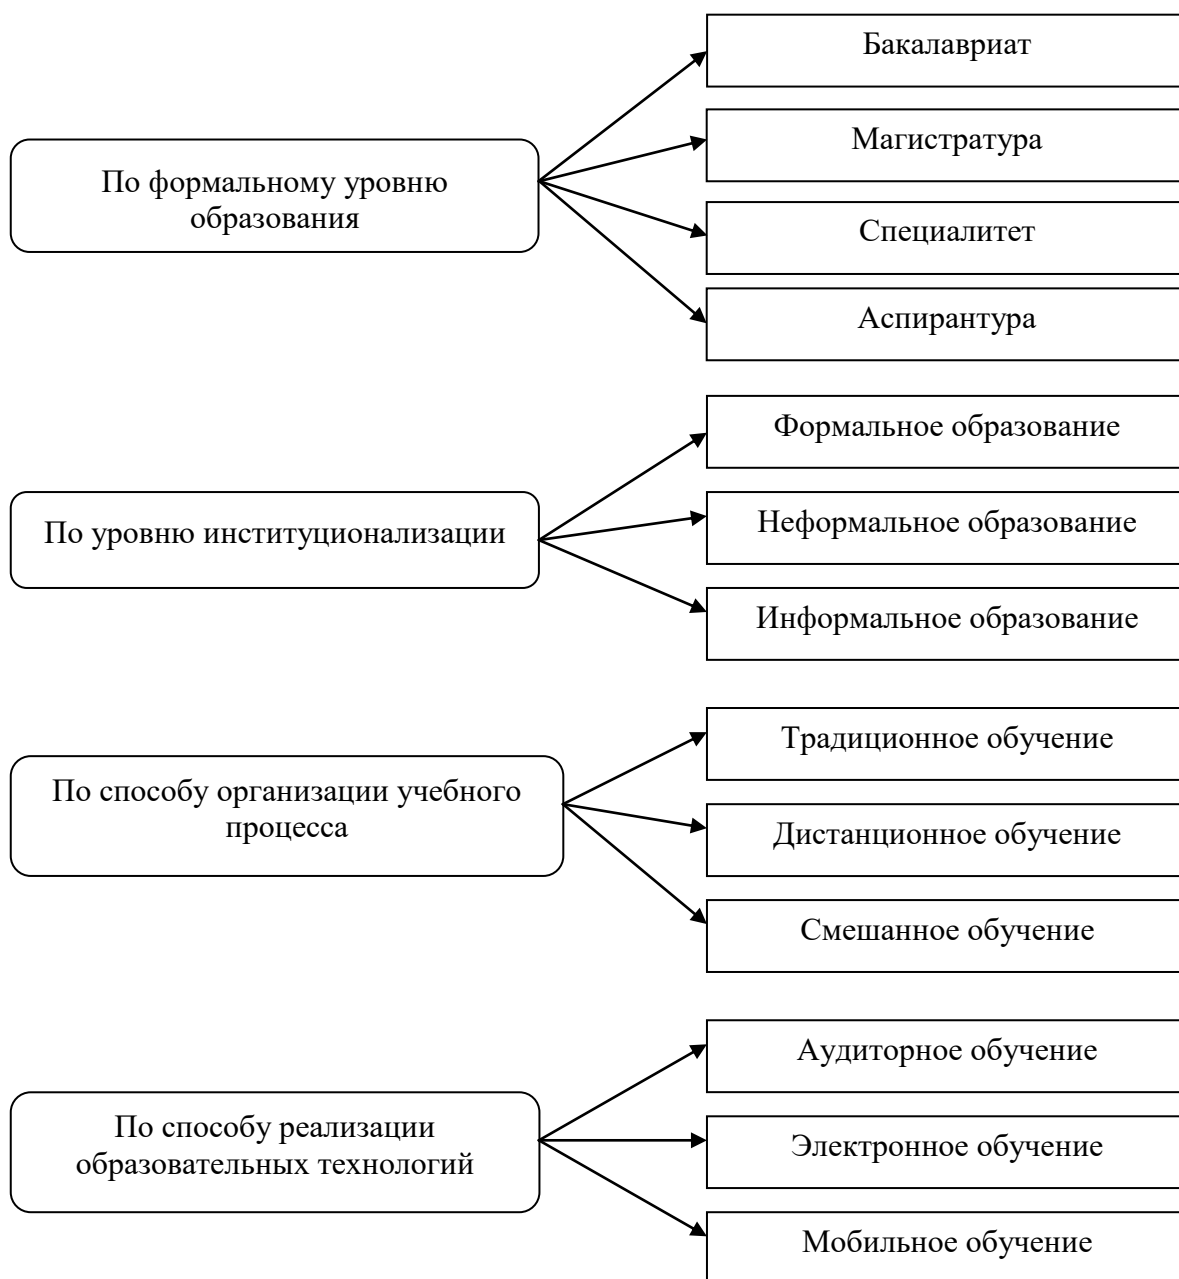 Бакалавриат
Магистратура
По формальному уровню
образования
Специалитет
Аспирантура
Формальное образование
По уровню институционализации
Неформальное образование
Информальное образование
Традиционное обучение
По способу организации учебного
процесса
Дистанционное обучение
Смешанное обучение
Аудиторное обучение
По способу реализации
образовательных технологий
Электронное обучение
Мобильное обучение